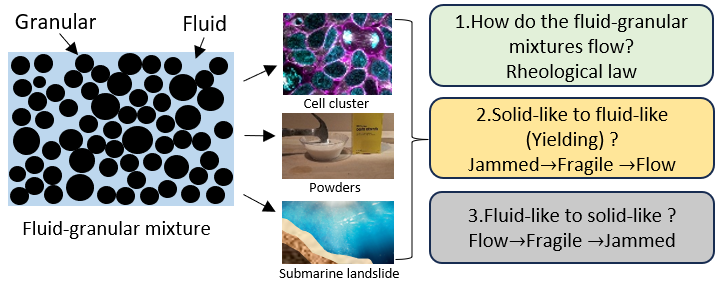 Granular
Fluid
Fluid-granular mixture
Cell cluster
Powders
Submarine landslide
1.How do the fluid-granular
mixtures flow?
Rheological law
2.Solid-like to fluid-like
(Yielding) ?
Jammed→Fragile →Flow
3.Fluid-like to solid-like ?
Flow→Fragile →Jammed